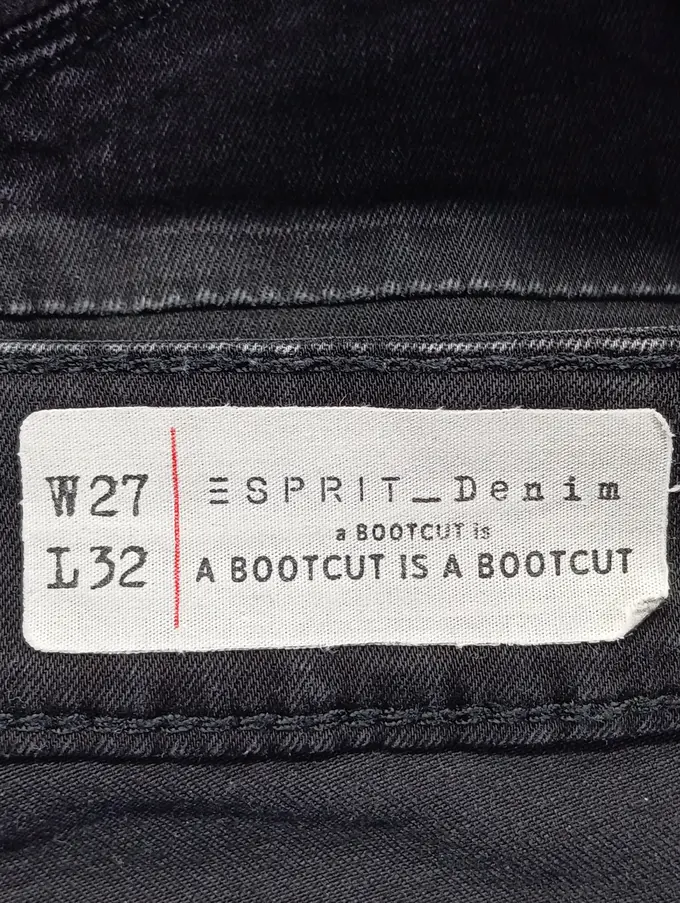 W27
L32
ESPRIT_Denim
a BOOTCUT is
A BOOTCUT IS A BOOTCUT